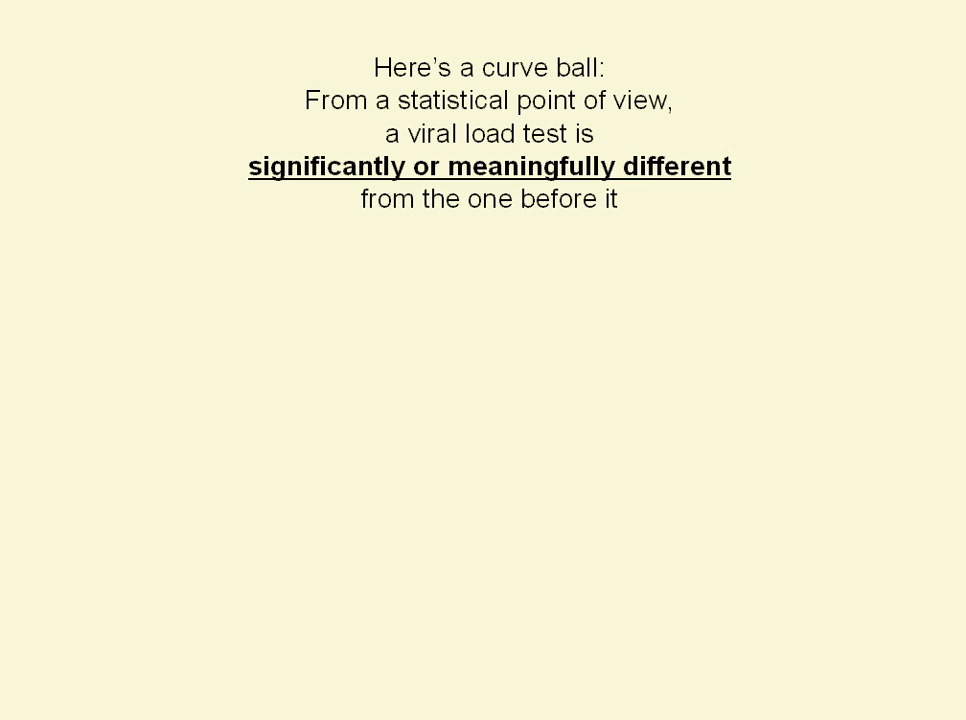 Here’s a curve ball:
From a statistical point of view,
a viral load test is
significantly or meaningfully different
from the one before it